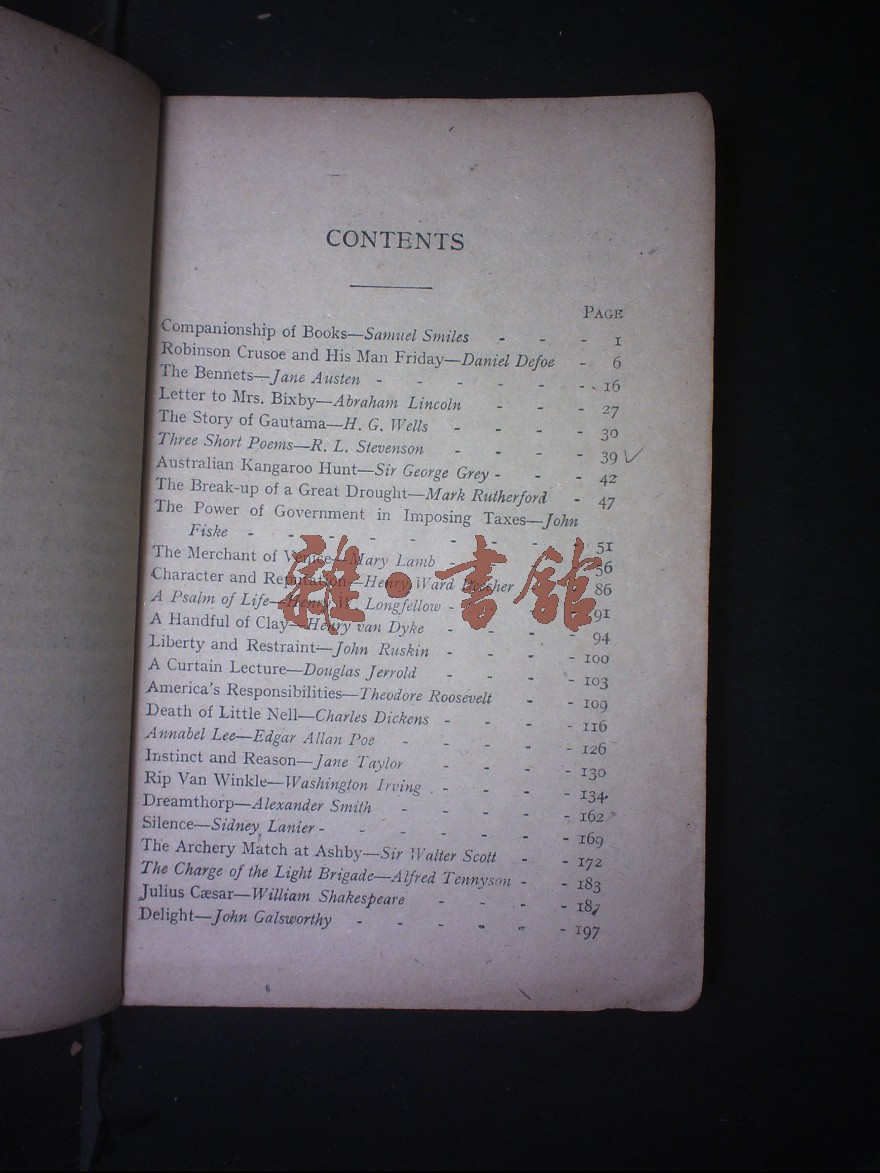 CONTENTS
PAGE
Companionship of Books—Samuel Smiles - - - 1
Robinson Crusoe and His Man Friday—Daniel Defoe - 6
The Bennets—Jane Austen - - - - - - 16
Letter to Mrs. Bixby—Abraham Lincoln - - - 27
The Story of Gautama—H. G. Wells - - - - 30
Three Short Poems—R. L. Stevenson - - - - 39
Australian Kangaroo Hunt—Sir George Grey - - - 42
The Break-up of a Great Drought—Mark Rutherford - 47
The Power of Government in Imposing Taxes—John
Fiske - - - - - - - - - 51
The Merchant of Venice—Mary Lamb - - - 56
Character and Reputation—Henry Ward Beecher 86
A Psalm of Life—Henry W. Longfellow - - - 91
A Handful of Clay—Henry van Dyke - - - - 94
Liberty and Restraint—John Ruskin - - - - 100
A Curtain Lecture—Douglas Jerrold - - - - 103
America's Responsibilities—Theodore Roosevelt - - 109
Death of Little Nell—Charles Dickens - - - - 116
Annabel Lee—Edgar Allan Poe - - - - - 126
Instinct and Reason—Jane Taylor - - - - 130
Rip Van Winkle—Washington Irving - - - - 134
Dreamthorp—Alexander Smith - - - - - 162
Silence—Sidney Lanier - - - - - - - 169
The Archery Match at Ashby—Sir Walter Scott - - 172
The Charge of the Light Brigade—Alfred Tennyson - - 183
Julius Cæsar—William Shakespeare - - - - 187
Delight—John Galsworthy - - - - - - 197
雜·書館